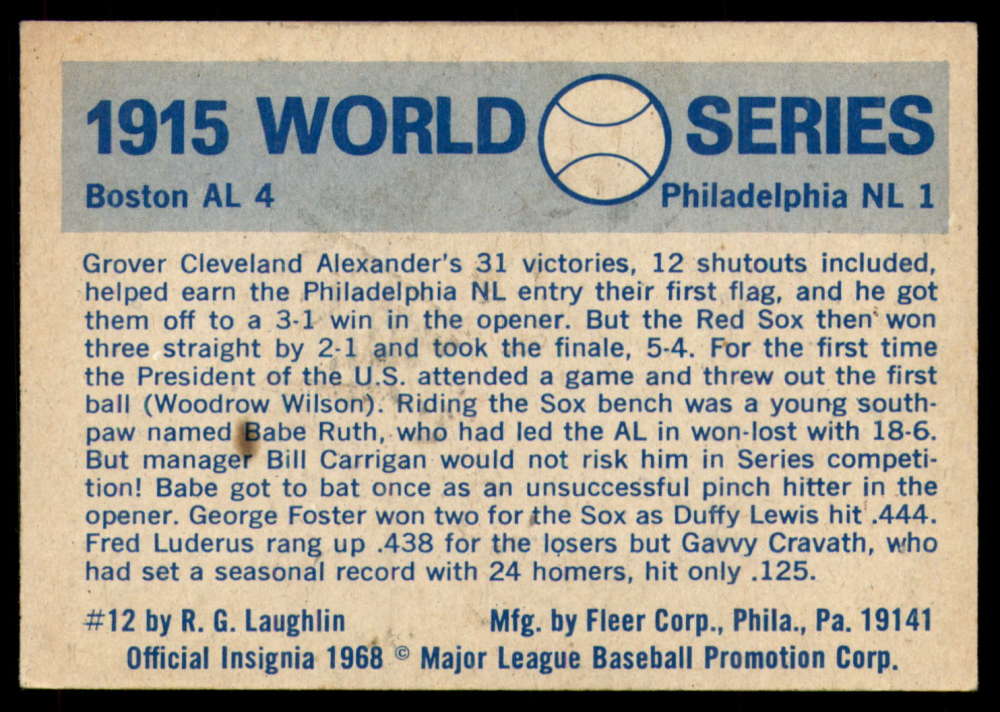 1915 WORLD SERIES
Boston AL 4 Philadelphia NL 1
Grover Cleveland Alexander's 31 victories, 12 shutouts included,
helped earn the Philadelphia NL entry their first flag, and he got
them off to a 3-1 win in the opener. But the Red Sox then won
three straight by 2-1 and took the finale, 5-4. For the first time
the President of the U.S. attended a game and threw out the first
ball (Woodrow Wilson). Riding the Sox bench was a young south-
paw named Babe Ruth, who had led the AL in won-lost with 18-6.
But manager Bill Carrigan would not risk him in Series competi-
tion! Babe got to bat once as an unsuccessful pinch hitter in the
opener. George Foster won two for the Sox as Duffy Lewis hit .444.
Fred Luderus rang up .438 for the losers but Gavvy Cravath, who
had set a seasonal record with 24 homers, hit only .125.
#12 by R. G. Laughlin Mfg. by Fleer Corp., Phila., Pa. 19141
Official Insignia 1968 © Major League Baseball Promotion Corp.